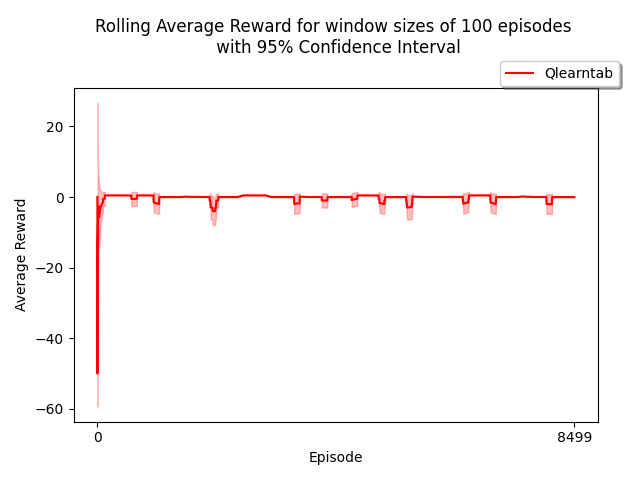 Rolling Average Reward for window sizes of 100 episodes
with 95% Confidence Interval
Qlearntab
20
0
−20
−40
−60
Average Reward
0
8499
Episode